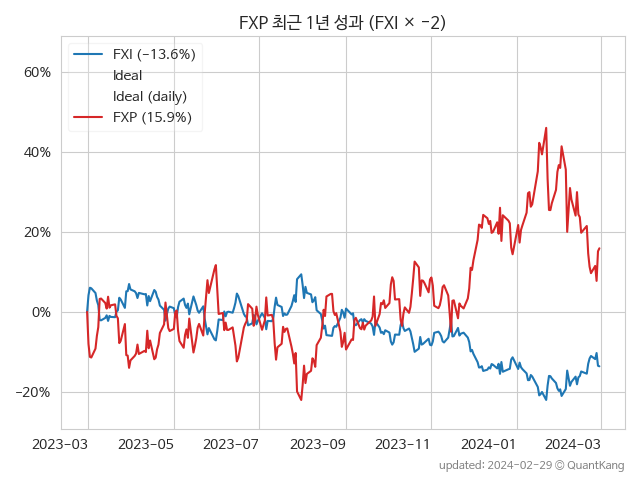 FXP 최근 1년 성과 (FXI × −2)
FXI (−13.6%)
Ideal
Ideal (daily)
FXP (15.9%)
60%
40%
20%
0%
−20%
2023-03
2023-05
2023-07
2023-09
2023-11
2024-01
2024-03
updated: 2024-02-29 © QuantKang